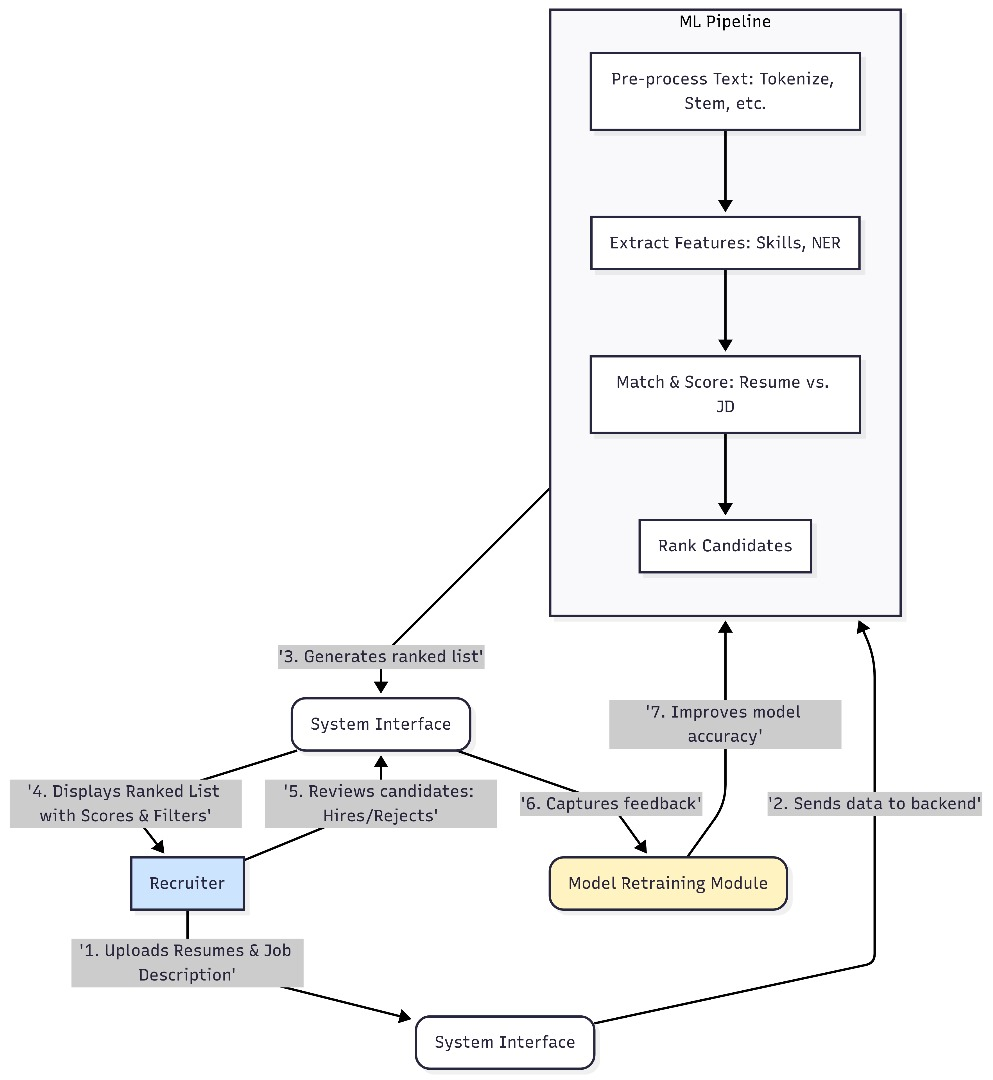 ML Pipeline
Pre-process Text: Tokenize,
Stem, etc.
Extract Features: Skills, NER
Match & Score: Resume vs.
JD
Rank Candidates
'3. Generates ranked list'
System Interface
'7. Improves model
accuracy'
'4. Displays Ranked List
with Scores & Filters'
'5. Reviews candidates:
Hires/Rejects'
'6. Captures feedback'
'2. Sends data to backend'
Recruiter
Model Retraining Module
'1. Uploads Resumes & Job
Description'
System Interface